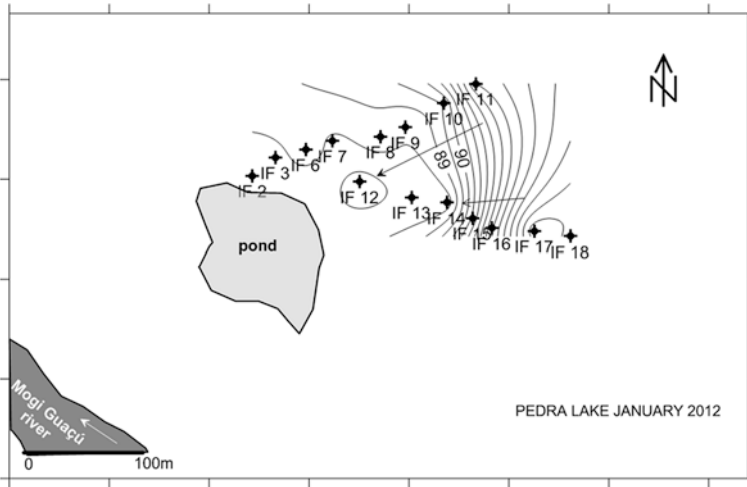 N
IF 11
IF 10
IF 9
IF 8
IF 7
IF 6
IF 3
IF 2
89
90
IF 12
IF 13
IF 14
IF 15
IF 16
IF 17
IF 18
pond
Mogi Guaçú
river
0 100m
PEDRA LAKE JANUARY 2012